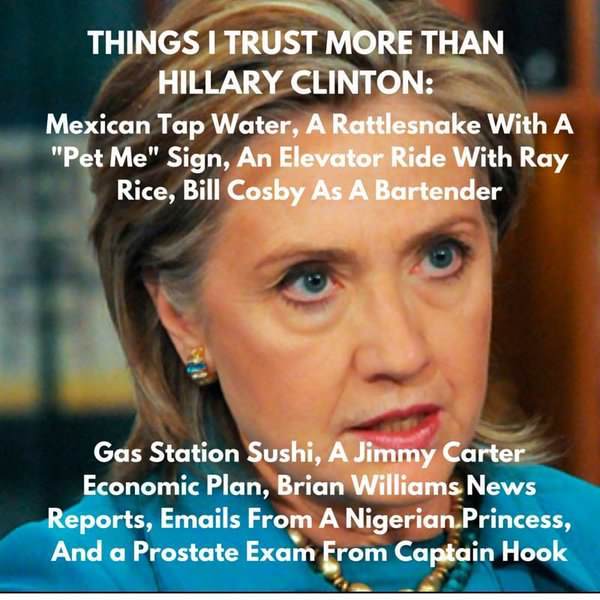 THINGS I TRUST MORE THAN
HILLARY CLINTON:
Mexican Tap Water, A Rattlesnake With A
"Pet Me" Sign, An Elevator Ride With Ray
Rice, Bill Cosby As A Bartender
Gas Station Sushi, A Jimmy Carter
Economic Plan, Brian Williams News
Reports, Emails From A Nigerian Princess,
And a Prostate Exam From Captain Hook